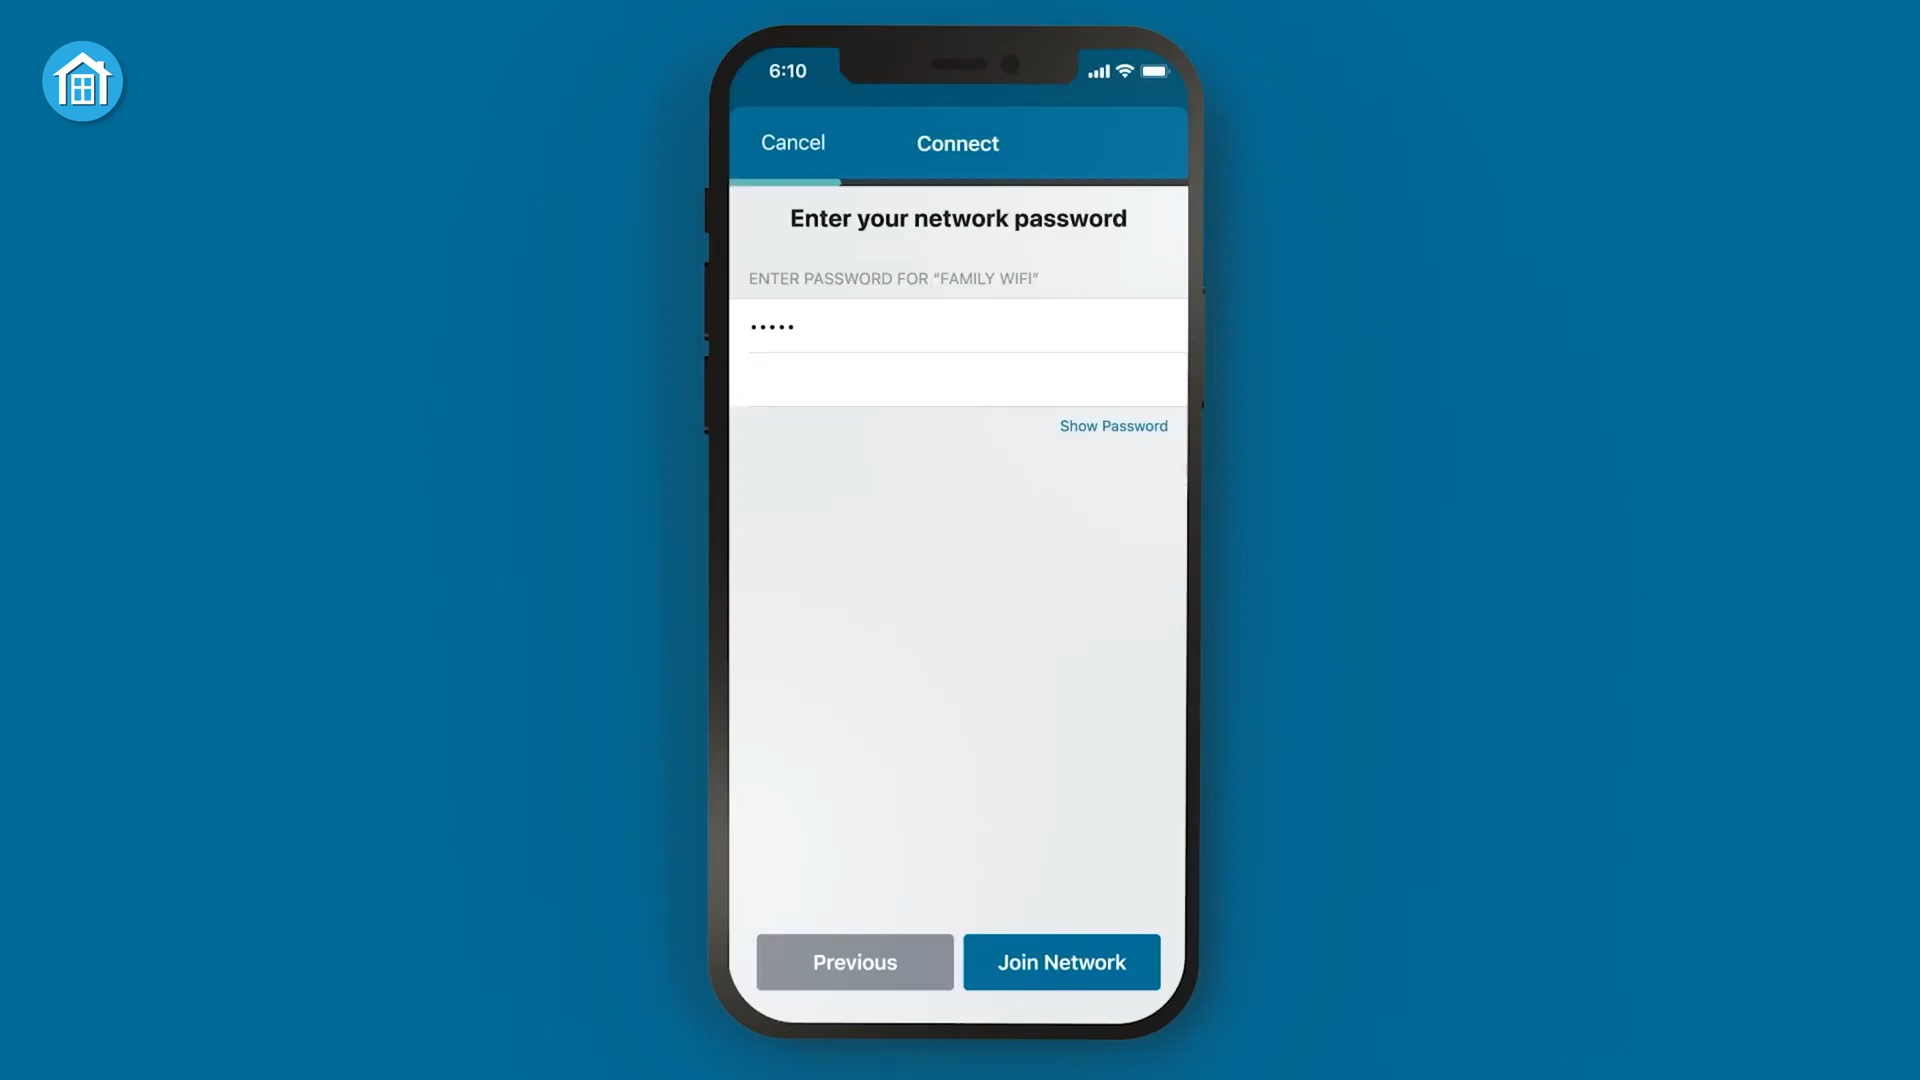 6:10
Cancel
Connect
Enter your network password
ENTER PASSWORD FOR “FAMILY WIFI”
•••••
Show Password
Previous
Join Network